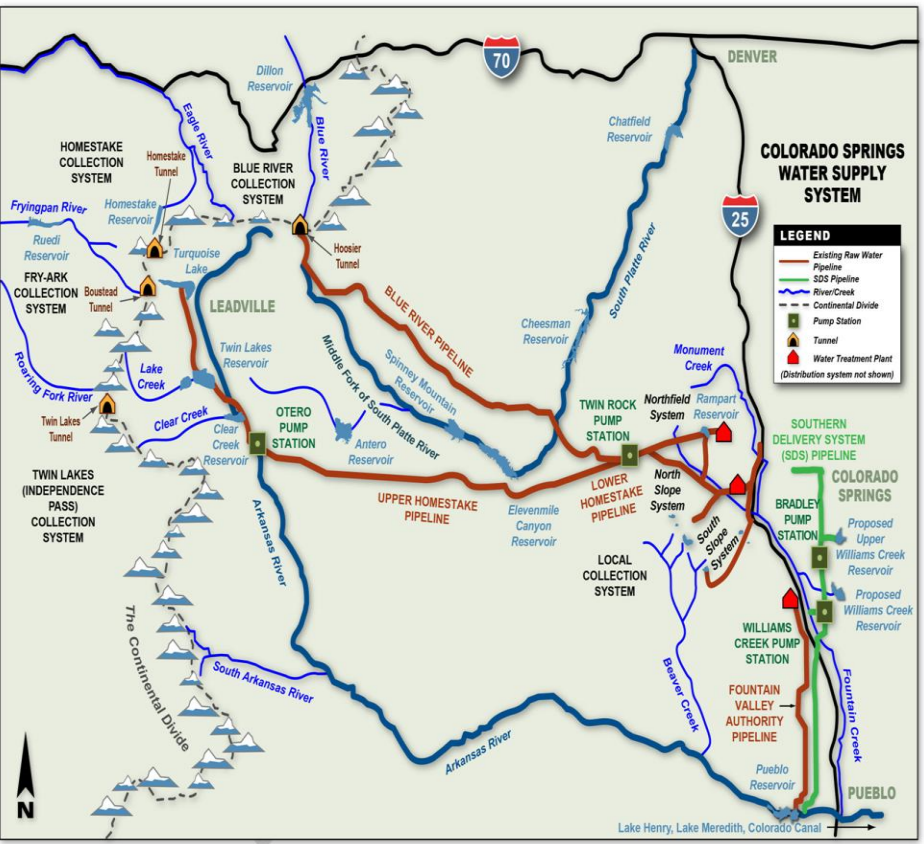 70
DENVER
Dillon
Reservoir
Eagle River
Blue River
Chatfield
Reservoir
HOMESTAKE
COLLECTION
SYSTEM
Homestake
Tunnel
BLUE RIVER
COLLECTION
SYSTEM
COLORADO SPRINGS
WATER SUPPLY
SYSTEM
25
Fryingpan River
Homestake
Reservoir
Ruedi
Reservoir
Hoosier
Tunnel
South Platte River
LEGEND
Existing Raw Water
Pipeline
SDS Pipeline
River/Creek
Continental Divide
Pump Station
Tunnel
Water Treatment Plant
(Distribution system not shown)
Turquoise
Lake
FRY-ARK
COLLECTION
SYSTEM
Boustead
Tunnel
LEADVILLE
BLUE RIVER PIPELINE
Cheesman
Reservoir
Roaring Fork River
Lake
Creek
Twin Lakes
Reservoir
Middle Fork of South Platte River
Spinney Mountain
Reservoir
Monument
Creek
Twin Lakes
Tunnel
Clear Creek
Clear
Creek
Reservoir
OTERO
PUMP
STATION
Antero
Reservoir
TWIN ROCK
PUMP
STATION
Northfield
System
Rampart
Reservoir
SOUTHERN
DELIVERY SYSTEM
(SDS) PIPELINE
COLORADO
SPRINGS
TWIN LAKES
(INDEPENDENCE
PASS)
COLLECTION
SYSTEM
UPPER HOMESTAKE
PIPELINE
Elevenmile
Canyon
Reservoir
LOWER
HOMESTAKE
PIPELINE
North
Slope
System
South
Slope
System
BRADLEY
PUMP
STATION
Proposed
Upper
Williams Creek
Reservoir
Arkansas River
LOCAL
COLLECTION
SYSTEM
Proposed
Williams Creek
Reservoir
The Continental Divide
South Arkansas River
Beaver Creek
WILLIAMS
CREEK PUMP
STATION
FOUNTAIN
VALLEY
AUTHORITY
PIPELINE
Fountain Creek
Arkansas River
Pueblo
Reservoir
PUEBLO
N
Lake Henry, Lake Meredith, Colorado Canal